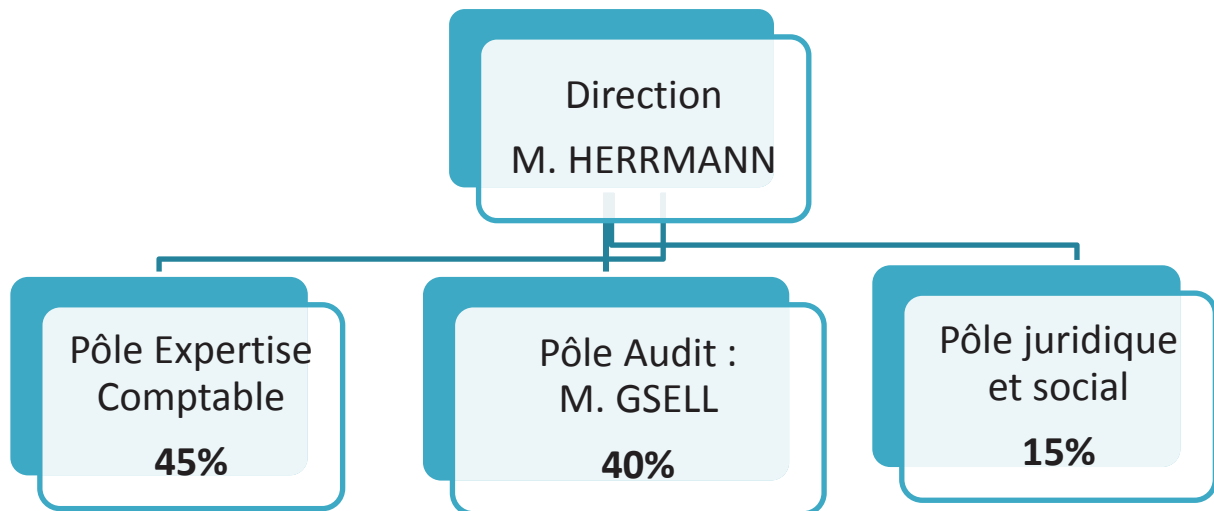 Direction
M. HERRMANN
Pôle Expertise
Comptable
45%
Pôle Audit :
M. GSELL
40%
Pôle juridique
et social
15%